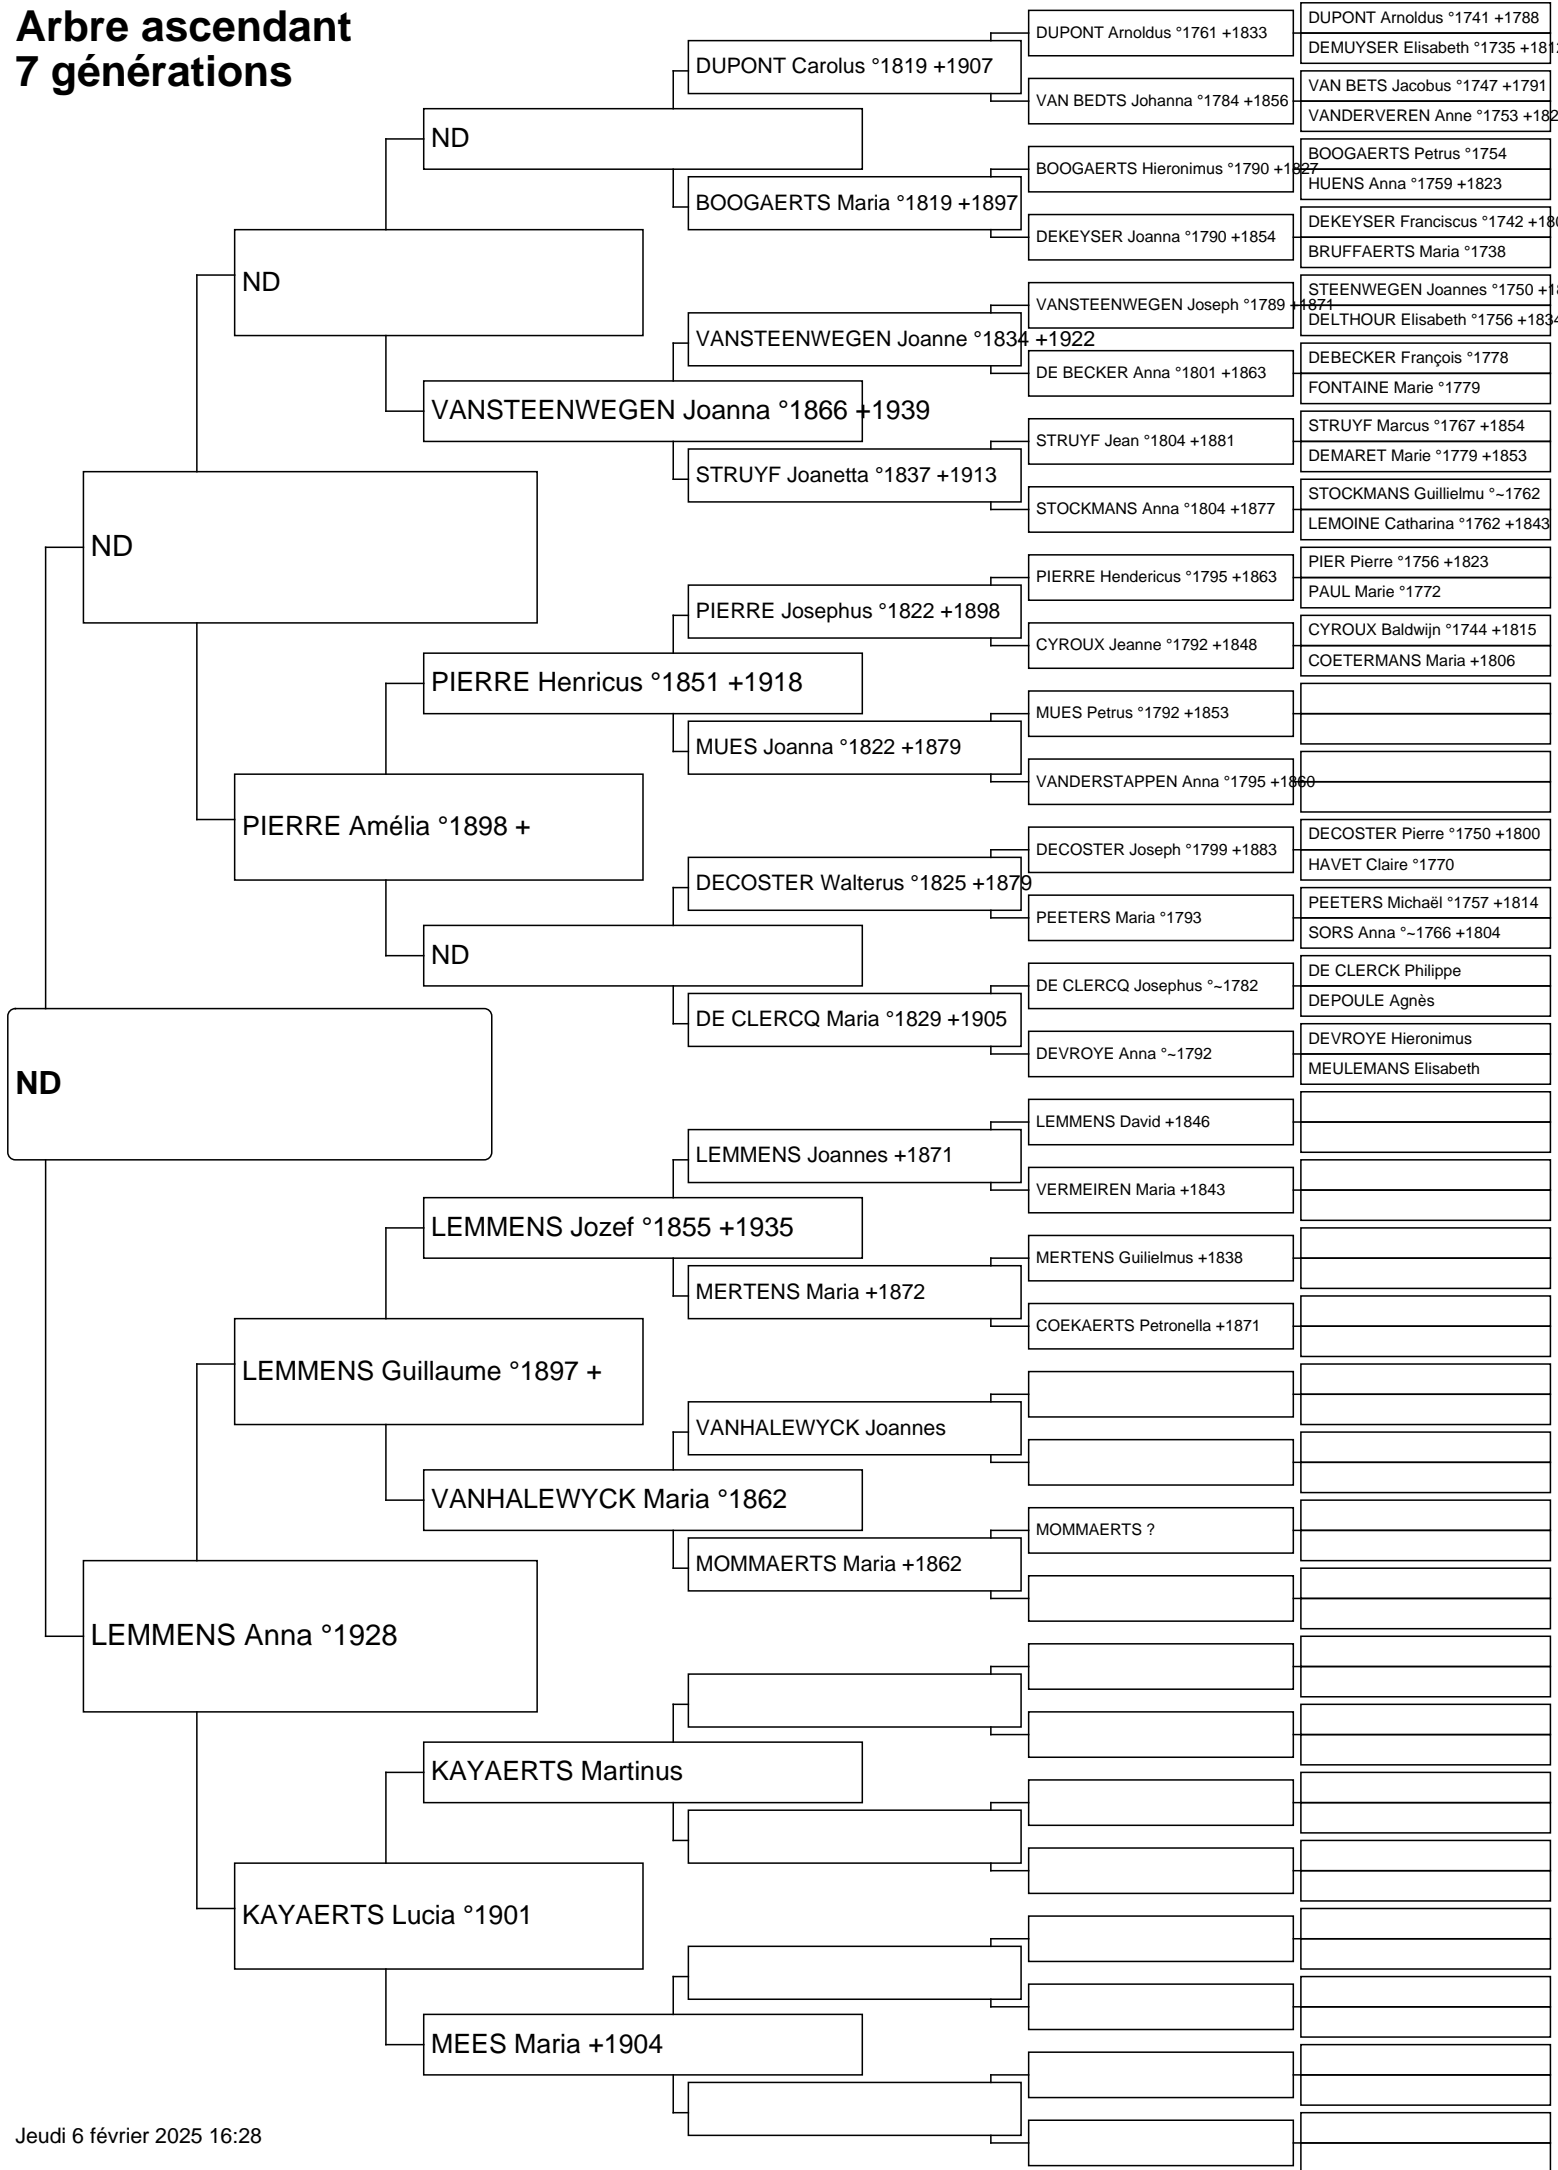 Arbre ascendant
7 générations
DUPONT Arnoldus °1741 +1788
DUPONT Arnoldus °1761 +1833
DEMUYSER Elisabeth °1735 +1812
DUPONT Carolus °1819 +1907
VAN BETS Jacobus °1747 +1791
VAN BEDTS Johanna °1784 +1856
VANDERVEREN Anne °1753 +182
ND
BOOGAERTS Petrus °1754
BOOGAERTS Hieronimus °1790 +1827
HUENS Anna °1759 +1823
BOOGAERTS Maria °1819 +1897
DEKEYSER Franciscus °1742 +180
DEKEYSER Joanna °1790 +1854
BRUFFAERTS Maria °1738
ND
STEENWEGEN Joannes °1750 +18
VANSTEENWEGEN Joseph °1789 +1871
DELTHOUR Elisabeth °1756 +1834
VANSTEENWEGEN Joanne °1834 +1922
DEBECKER François °1778
DE BECKER Anna °1801 +1863
FONTAINE Marie °1779
VANSTEENWEGEN Joanna °1866 +1939
STRUYF Marcus °1767 +1854
STRUYF Jean °1804 +1881
DEMARET Marie °1779 +1853
STRUYF Joanetta °1837 +1913
STOCKMANS Guillielmu °~1762
STOCKMANS Anna °1804 +1877
LEMOINE Catharina °1762 +1843
ND
PIER Pierre °1756 +1823
PIERRE Hendericus °1795 +1863
PAUL Marie °1772
PIERRE Josephus °1822 +1898
CYROUX Baldwijn °1744 +1815
CYROUX Jeanne °1792 +1848
COETERMANS Maria +1806
PIERRE Henricus °1851 +1918
MUES Petrus °1792 +1853
MUES Joanna °1822 +1879
VANDERSTAPPEN Anna °1795 +1860
PIERRE Amélia °1898 +
DECOSTER Pierre °1750 +1800
DECOSTER Joseph °1799 +1883
HAVET Claire °1770
DECOSTER Walterus °1825 +1879
PEETERS Michaël °1757 +1814
PEETERS Maria °1793
SORS Anna °~1766 +1804
ND
DE CLERCK Philippe
DE CLERCQ Josephus °~1782
DEPOULE Agnès
DE CLERCQ Maria °1829 +1905
DEVROYE Hieronimus
DEVROYE Anna °~1792
MEULEMANS Elisabeth
ND
LEMMENS David +1846
LEMMENS Joannes +1871
VERMEIREN Maria +1843
LEMMENS Jozef °1855 +1935
MERTENS Guilielmus +1838
MERTENS Maria +1872
COEKAERTS Petronella +1871
LEMMENS Guillaume °1897 +
VANHALEWYCK Joannes
VANHALEWYCK Maria °1862
MOMMAERTS ?
MOMMAERTS Maria +1862
LEMMENS Anna °1928
KAYAERTS Martinus
KAYAERTS Lucia °1901
MEES Maria +1904
Jeudi 6 février 2025 16:28